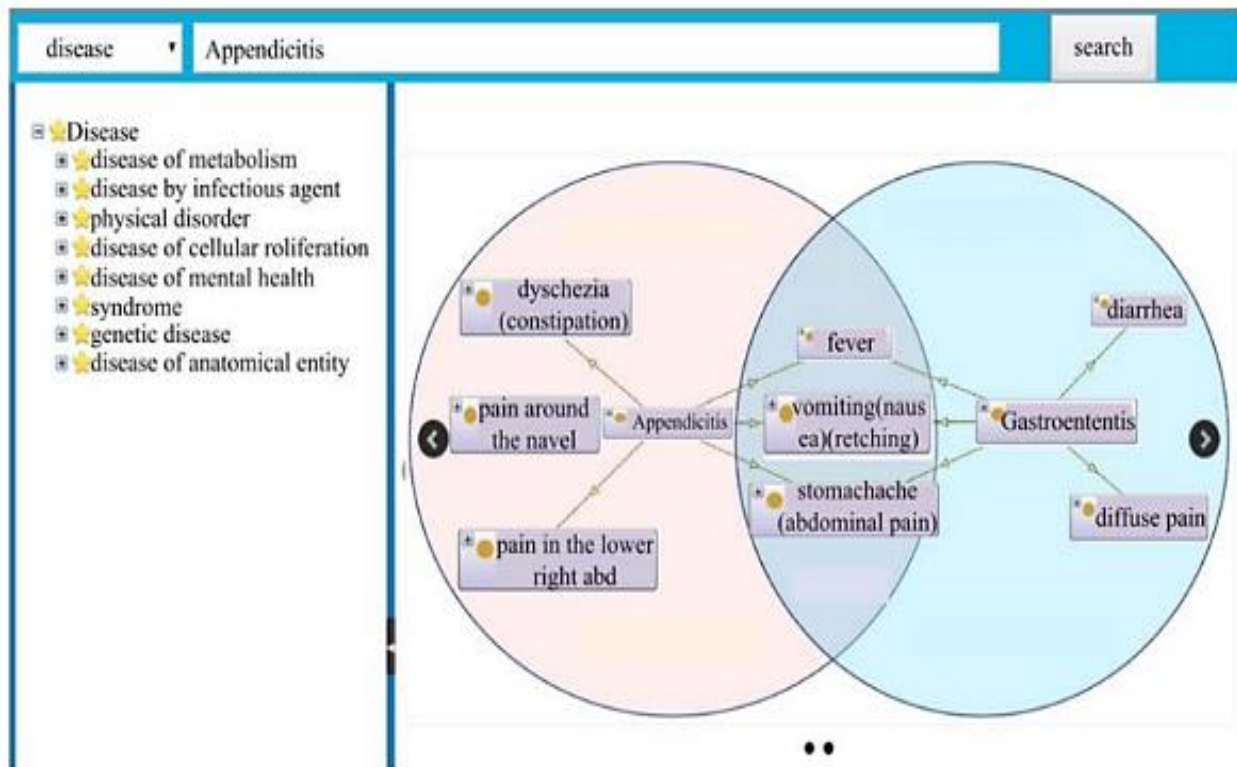 disease
Appendicitis
search
Disease
disease of metabolism
disease by infectious agent
physical disorder
disease of cellular roliferation
disease of mental health
syndrome
genetic disease
disease of anatomical entity
dyschezia
(constipation)
pain around
the navel
Appendicitis
pain in the lower
right abd
fever
vomiting(naus
ea)(retching)
stomachache
(abdominal pain)
Gastroententis
diarrhea
diffuse pain